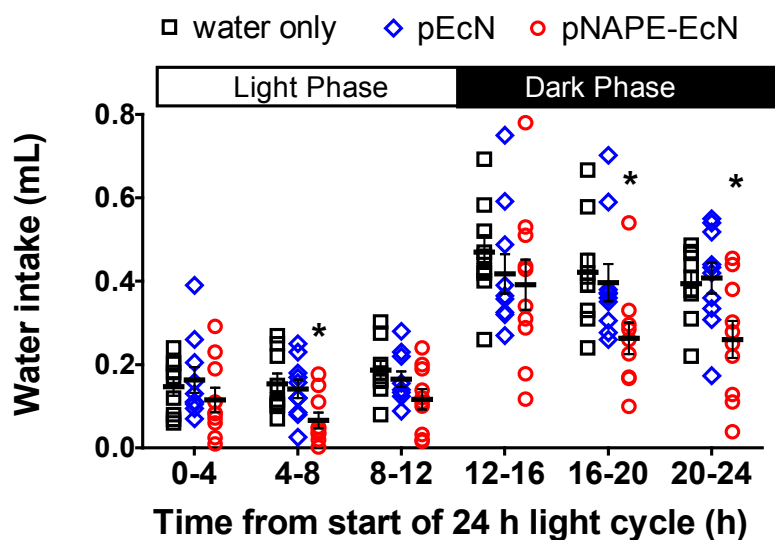 water only pEcN pNAPE-EcN
Light Phase Dark Phase
Water intake (mL)
0.8
0.6
0.4
0.2
0.0
* * *
0-4 4-8 8-12 12-16 16-20 20-24
Time from start of 24 h light cycle (h)